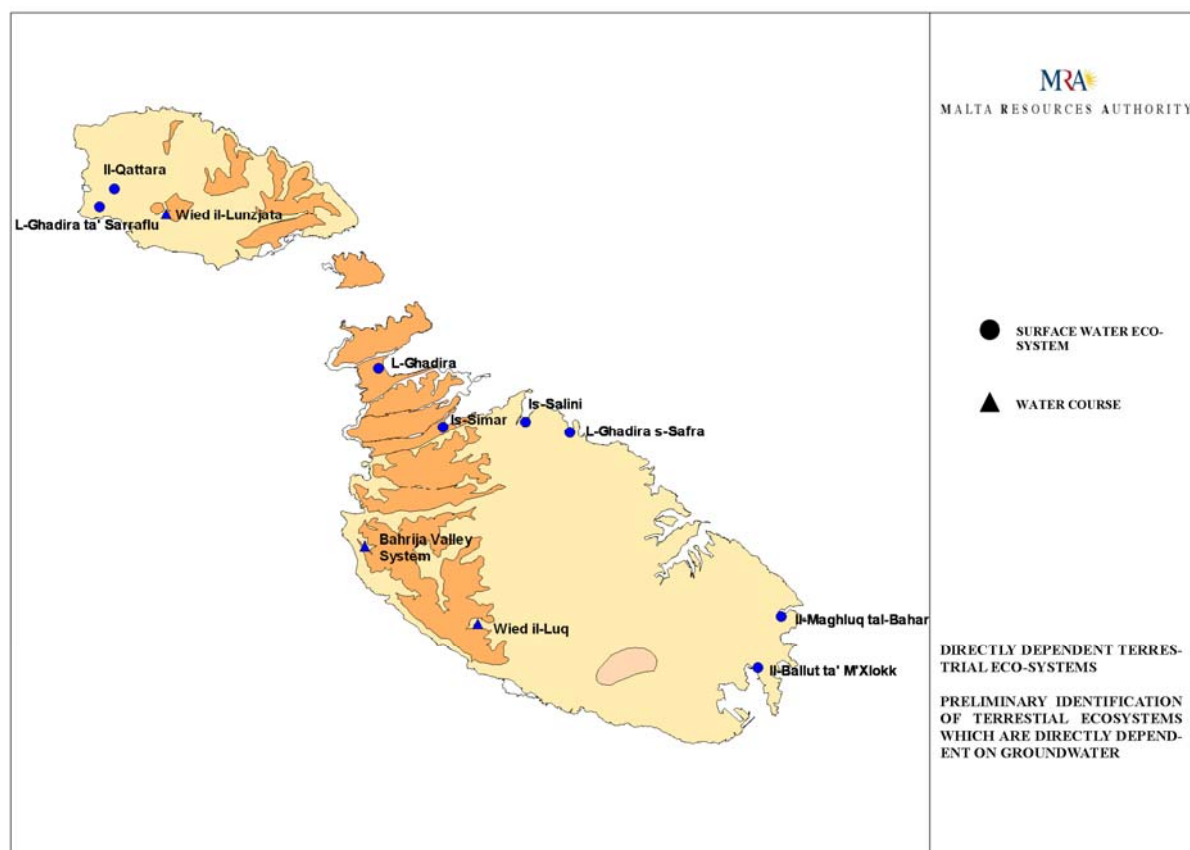 MRA
MALTA RESOURCES AUTHORITY
Il-Qattara
Wied il-Lunzjata
L-Ghadira ta' Sarraflu
L-Ghadira
Is-Salini
Is-Simar
L-Ghadira s-Safra
Bahrija Valley
System
Wied il-Luq
Il-Maghluq tal-Bahar
Il-Ballut ta' M'Xlokk
SURFACE WATER ECO-
SYSTEM
WATER COURSE
DIRECTLY DEPENDENT TERRES-
TRIAL ECO-SYSTEMS
PRELIMINARY IDENTIFICATION
OF TERRESTIAL ECOSYSTEMS
WHICH ARE DIRECTLY DEPEND-
ENT ON GROUNDWATER